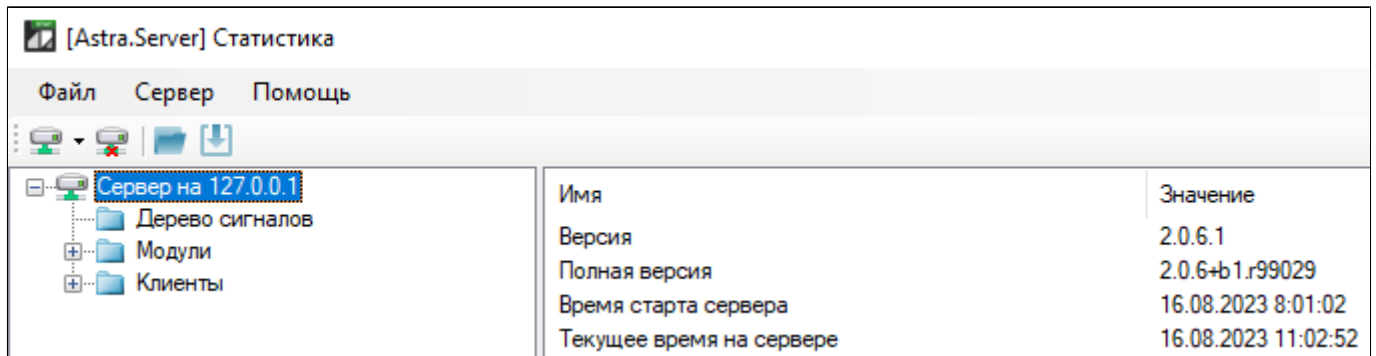 [Astra.Server] Статистика
Файл Сервер Помощь
Сервер на 127.0.0.1
Дерево сигналов
Модули
Клиенты
Имя Значение
Версия 2.0.6.1
Полная версия 2.0.6+b1.r99029
Время старта сервера 16.08.2023 8:01:02
Текущее время на сервере 16.08.2023 11:02:52